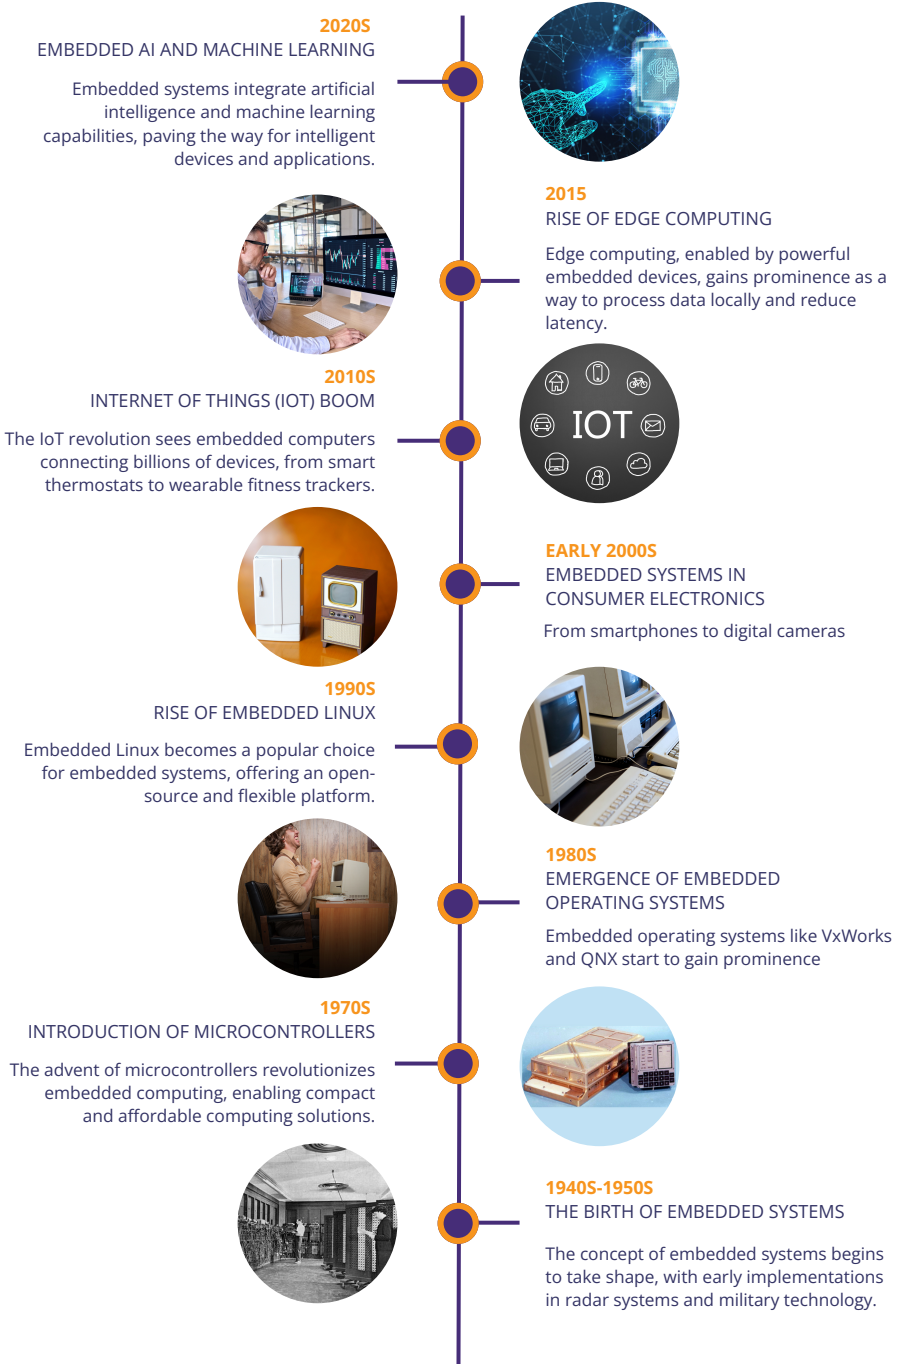 2020S
EMBEDDED AI AND MACHINE LEARNING
Embedded systems integrate artificial
intelligence and machine learning
capabilities, paving the way for intelligent
devices and applications.
2015
RISE OF EDGE COMPUTING
Edge computing, enabled by powerful
embedded devices, gains prominence as a
way to process data locally and reduce
latency.
2010S
INTERNET OF THINGS (IOT) BOOM
The IoT revolution sees embedded computers
connecting billions of devices, from smart
thermostats to wearable fitness trackers.
IOT
EARLY 2000S
EMBEDDED SYSTEMS IN
CONSUMER ELECTRONICS
From smartphones to digital cameras
1990S
RISE OF EMBEDDED LINUX
Embedded Linux becomes a popular choice
for embedded systems, offering an open-
source and flexible platform.
1980S
EMERGENCE OF EMBEDDED
OPERATING SYSTEMS
Embedded operating systems like VxWorks
and QNX start to gain prominence
1970S
INTRODUCTION OF MICROCONTROLLERS
The advent of microcontrollers revolutionizes
embedded computing, enabling compact
and affordable computing solutions.
1940S-1950S
THE BIRTH OF EMBEDDED SYSTEMS
The concept of embedded systems begins
to take shape, with early implementations
in radar systems and military technology.